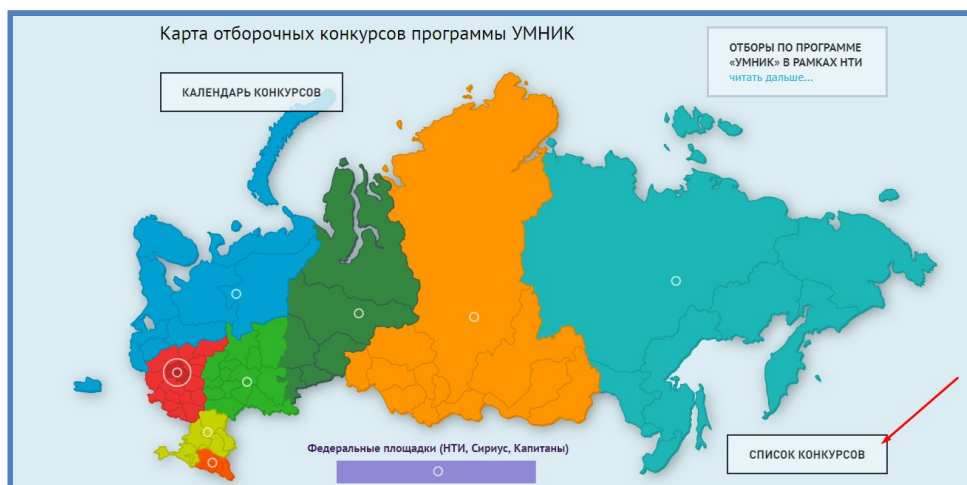 Карта отборочных конкурсов программы УМНИК
ОТБОРЫ ПО ПРОГРАММЕ
«УМНИК» В РАМКАХ НТИ
читать дальше...
КАЛЕНДАРЬ КОНКУРСОВ
Федеральные площадки (НТИ, Сириус, Капитаны)
СПИСОК КОНКУРСОВ